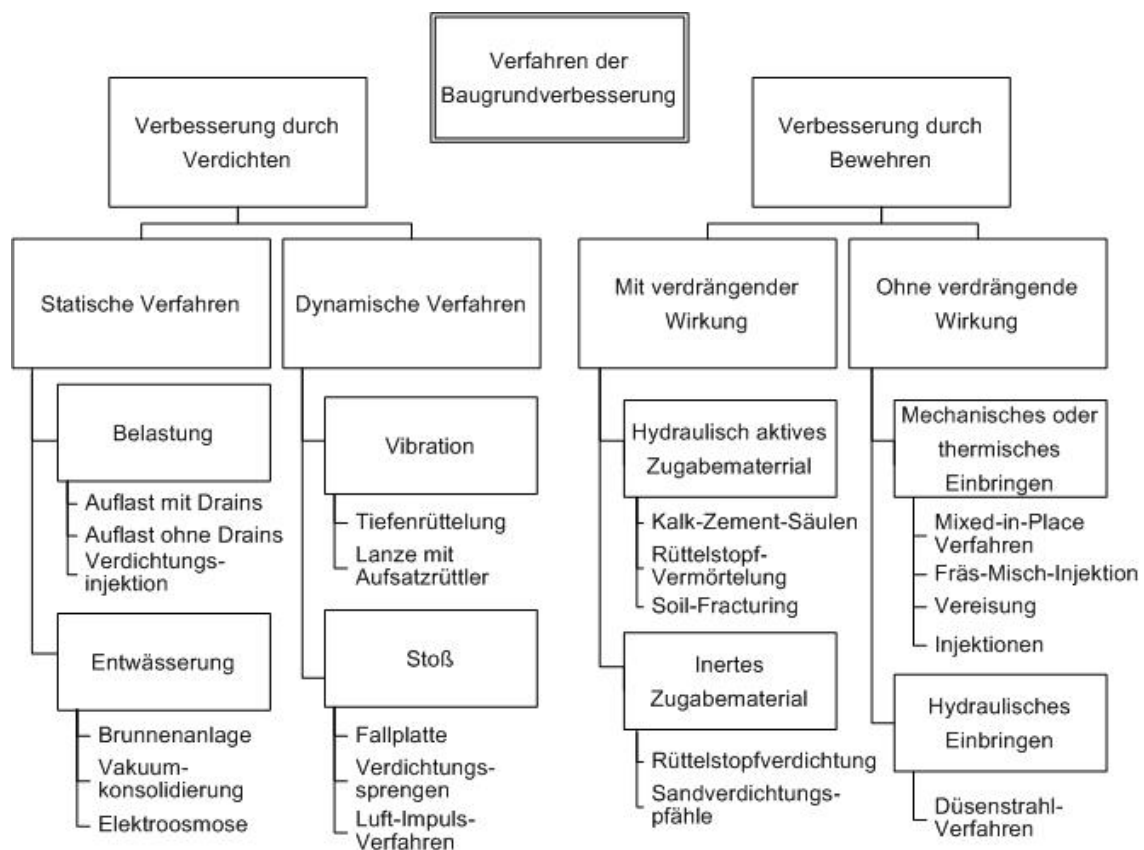 Verfahren der
Baugrundverbesserung
Verbesserung durch
Verdichten
Verbesserung durch
Bewehren
Statische Verfahren
Dynamische Verfahren
Mit verdrängender
Wirkung
Ohne verdrängende
Wirkung
Belastung
Auflast mit Drains
Auflast ohne Drains
Verdichtungs-
injektion
Entwässerung
Brunnenanlage
Vakuum-
konsolidierung
Elektroosmose
Vibration
Tiefenrüttelung
Lanze mit
Aufsatzrüttler
Stoß
Fallplatte
Verdichtungs-
sprengen
Luft-Impuls-
Verfahren
Hydraulisch aktives
Zugabematerrial
Kalk-Zement-Säulen
Rüttelstopf-
Vermörtelung
Soil-Fracturing
Inertes
Zugabematerial
Rüttelstopfverdichtung
Sandverdichtungs-
pfähle
Mechanisches oder
thermisches
Einbringen
Mixed-in-Place
Verfahren
Fräs-Misch-Injektion
Vereisung
Injektionen
Hydraulisches
Einbringen
Düsenstrahl-
Verfahren